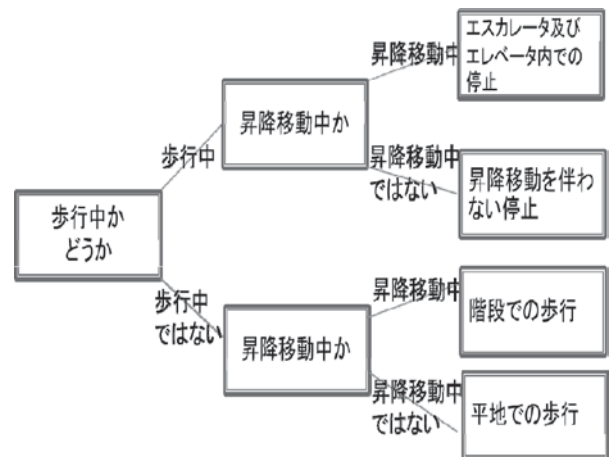 歩行中か
どうか
歩行中
昇降移動中か
昇降移動中
エスカレータ及び
エレベータ内での
停止
昇降移動中
ではない
昇降移動を伴わ
ない停止
歩行中
ではない
昇降移動中か
昇降移動中
階段での歩行
昇降移動中
ではない
平地での歩行